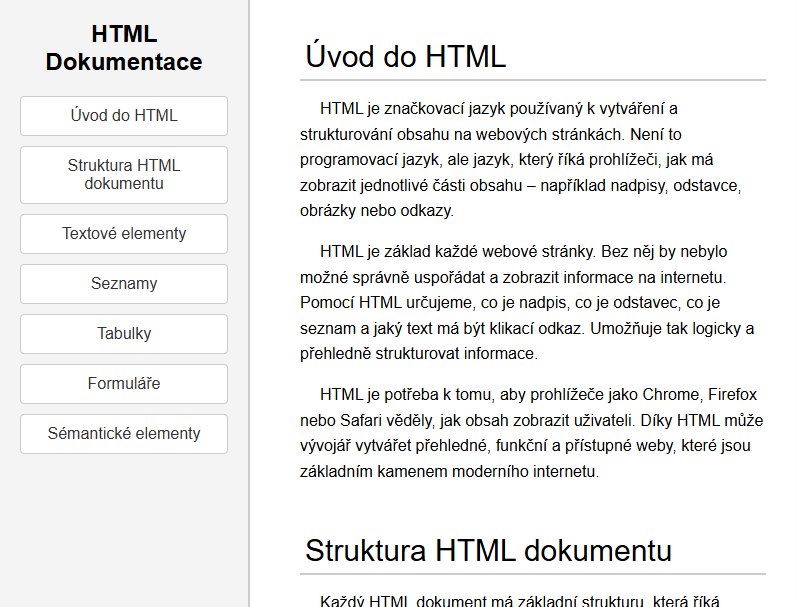 HTML
Dokumentace
Úvod do HTML
Struktura HTML
dokumentu
Textové elementy
Seznamy
Tabulky
Formuláře
Sémantické elementy
Úvod do HTML
HTML je značkovací jazyk používaný k vytváření a
strukturování obsahu na webových stránkách. Není to
programovací jazyk, ale jazyk, který říká prohlížeči, jak má
zobrazit jednotlivé části obsahu – například nadpisy, odstavce,
obrázky nebo odkazy.
HTML je základ každé webové stránky. Bez něj by nebylo
možné správně uspořádat a zobrazit informace na internetu.
Pomocí HTML určujeme, co je nadpis, co je odstavec, co je
seznam a jaký text má být klikací odkaz. Umožňuje tak logicky a
přehledně strukturovat informace.
HTML je potřeba k tomu, aby prohlížeče jako Chrome, Firefox
nebo Safari věděly, jak obsah zobrazit uživateli. Díky HTML může
vývojář vytvářet přehledné, funkční a přístupné weby, které jsou
základním kamenem moderního internetu.
Struktura HTML dokumentu
Každý HTML dokument má základní strukturu, která říká